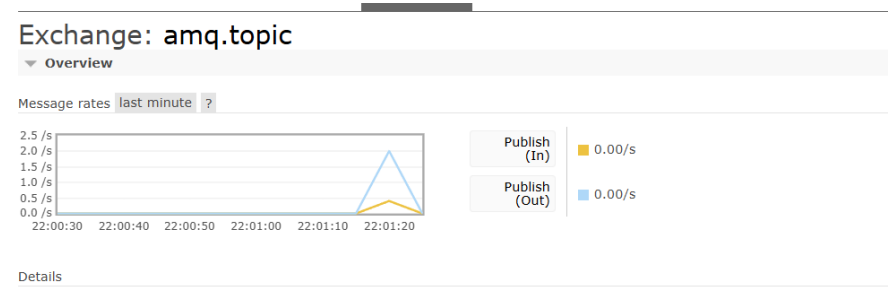 Exchange: amq.topic
Overview
Message rates last minute ?
2.5 /s
2.0 /s
1.5 /s
1.0 /s
0.5 /s
0.0 /s
22:00:30 22:00:40 22:00:50 22:01:00 22:01:10 22:01:20
Publish
(In)
0.00/s
Publish
(Out)
0.00/s
Details